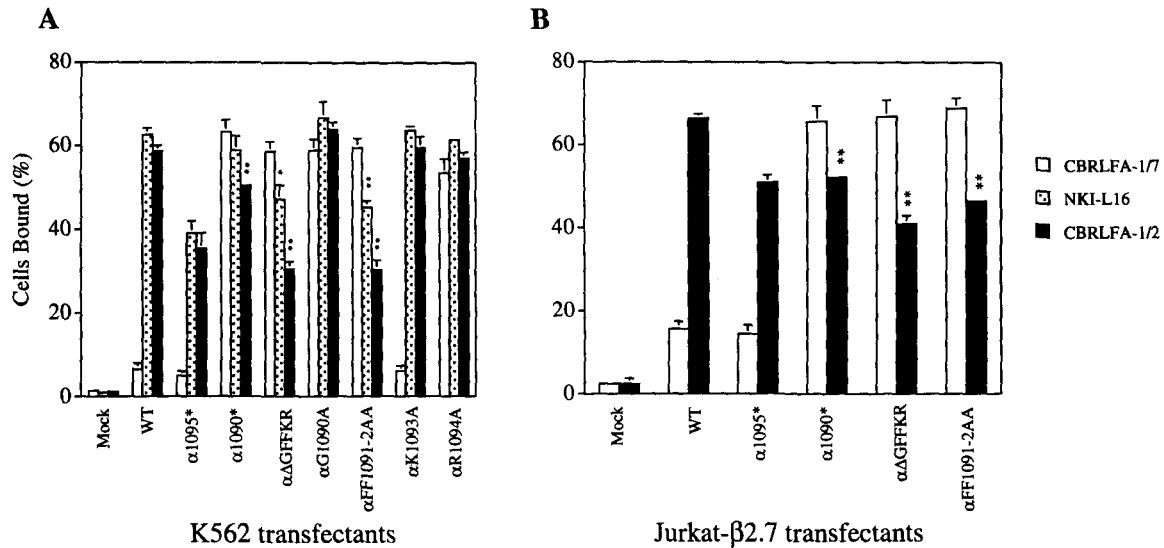 A
B
Cells Bound (%)
80
60
40
20
0
**
*
**
**
**
Mock
WT
α1095*
α1090*
αΔGFFKR
αG1090A
αFF1091-2AA
αK1093A
αR1094A
K562 transfectants
80
60
40
20
0
**
**
**
Mock
WT
α1095*
α1090*
αΔGFFKR
αFF1091-2AA
Jurkat-β2.7 transfectants
CBRLFA-1/7
NKI-L16
CBRLFA-1/2